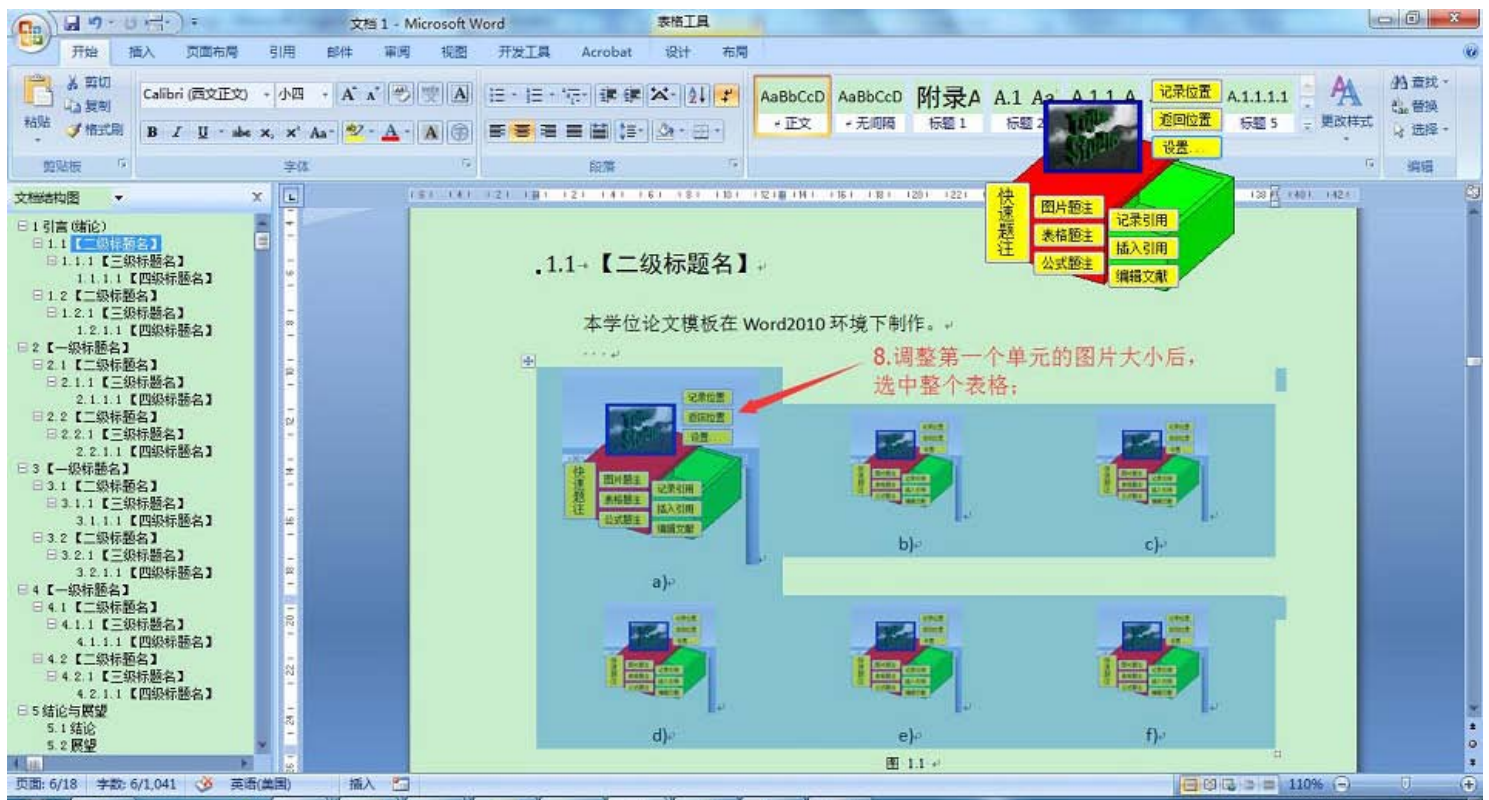 文档 1 - Microsoft Word
表格工具
开始 插入 页面布局 引用 邮件 审阅 视图 开发工具 Acrobat 设计 布局
剪切
复制
格式刷
粘贴
剪贴板
Calibri (西文正文) 小四
字体
段落
AaBbCcD AaBbCcD 附录A A.1 Aa A.1.1 A A.1.1.1.1
正文 无间隔 标题 1 标题 2 标题 5
更改样式
查找
替换
选择
编辑
记录位置
返回位置
设置...
快速题注
图片题注
表格题注
公式题注
记录引用
插入引用
编辑文献
文档结构图
1 引言(绪论)
1.1【二级标题名】
1.1.1【三级标题名】
1.1.1.1【四级标题名】
1.2【二级标题名】
1.2.1【三级标题名】
1.2.1.1【四级标题名】
2【一级标题名】
2.1【二级标题名】
2.1.1【三级标题名】
2.1.1.1【四级标题名】
2.2【二级标题名】
2.2.1【三级标题名】
2.2.1.1【四级标题名】
3【一级标题名】
3.1【二级标题名】
3.1.1【三级标题名】
3.1.1.1【四级标题名】
3.2【二级标题名】
3.2.1【三级标题名】
3.2.1.1【四级标题名】
4【一级标题名】
4.1【二级标题名】
4.1.1【三级标题名】
4.1.1.1【四级标题名】
4.2【二级标题名】
4.2.1【三级标题名】
4.2.1.1【四级标题名】
5 结论与展望
5.1 结论
5.2 展望
1.1【二级标题名】
本学位论文模板在 Word2010 环境下制作。
8.调整第一个单元的图片大小后，
选中整个表格；
记录位置
返回位置
设置...
快速题注
图片题注
表格题注
公式题注
记录引用
插入引用
编辑文献
a)
b)
c)
d)
e)
f)
图 1.1
页面: 6/18 字数: 6/1,041 英语(美国) 插入 110%